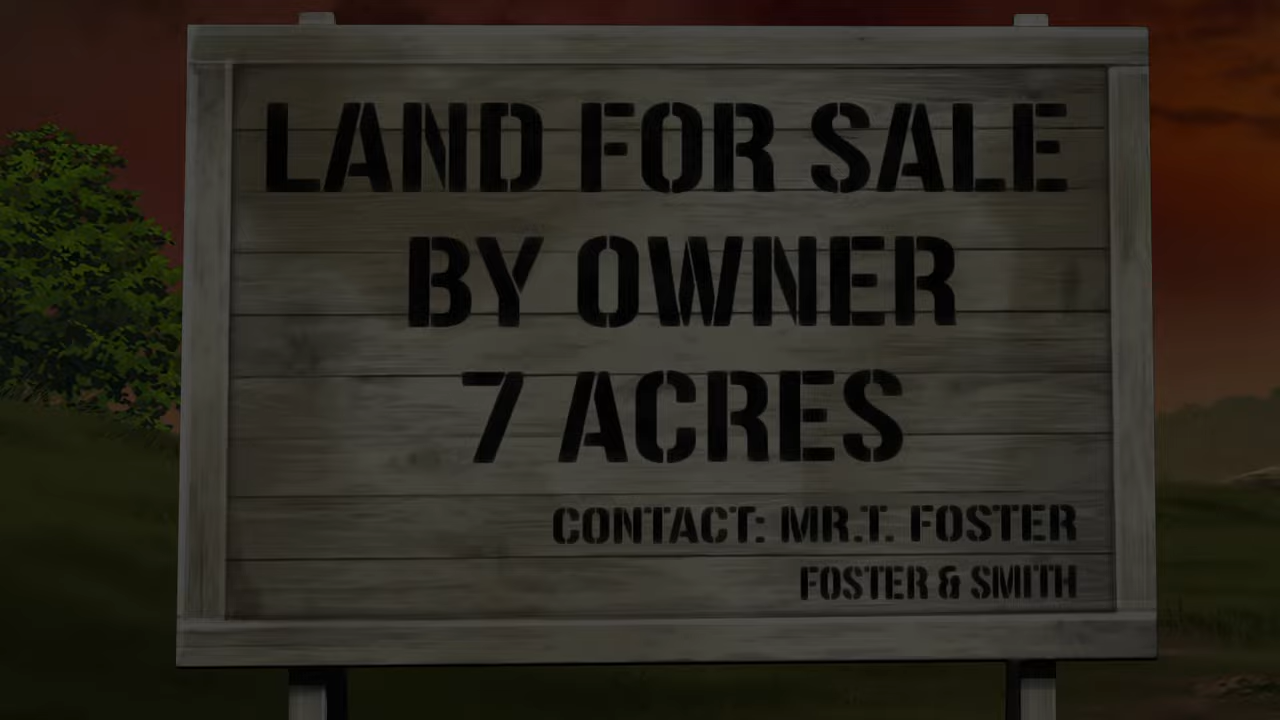 LAND FOR SALE
BY OWNER
7 ACRES
CONTACT: MR.T. FOSTER
FOSTER & SMITH